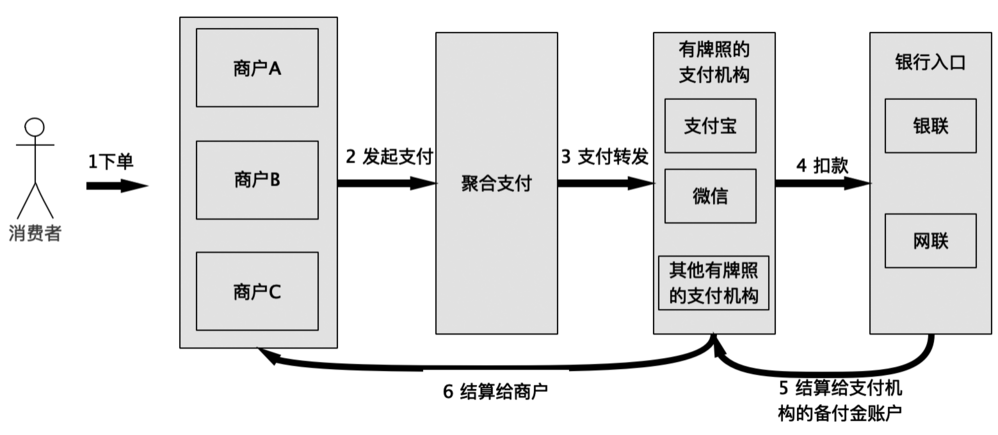 消费者
1下单
商户A
商户B
商户C
2 发起支付
聚合支付
3 支付转发
有牌照的
支付机构
支付宝
微信
其他有牌照
的支付机构
4 扣款
银行入口
银联
网联
5 结算给支付机
构的备付金账户
6 结算给商户